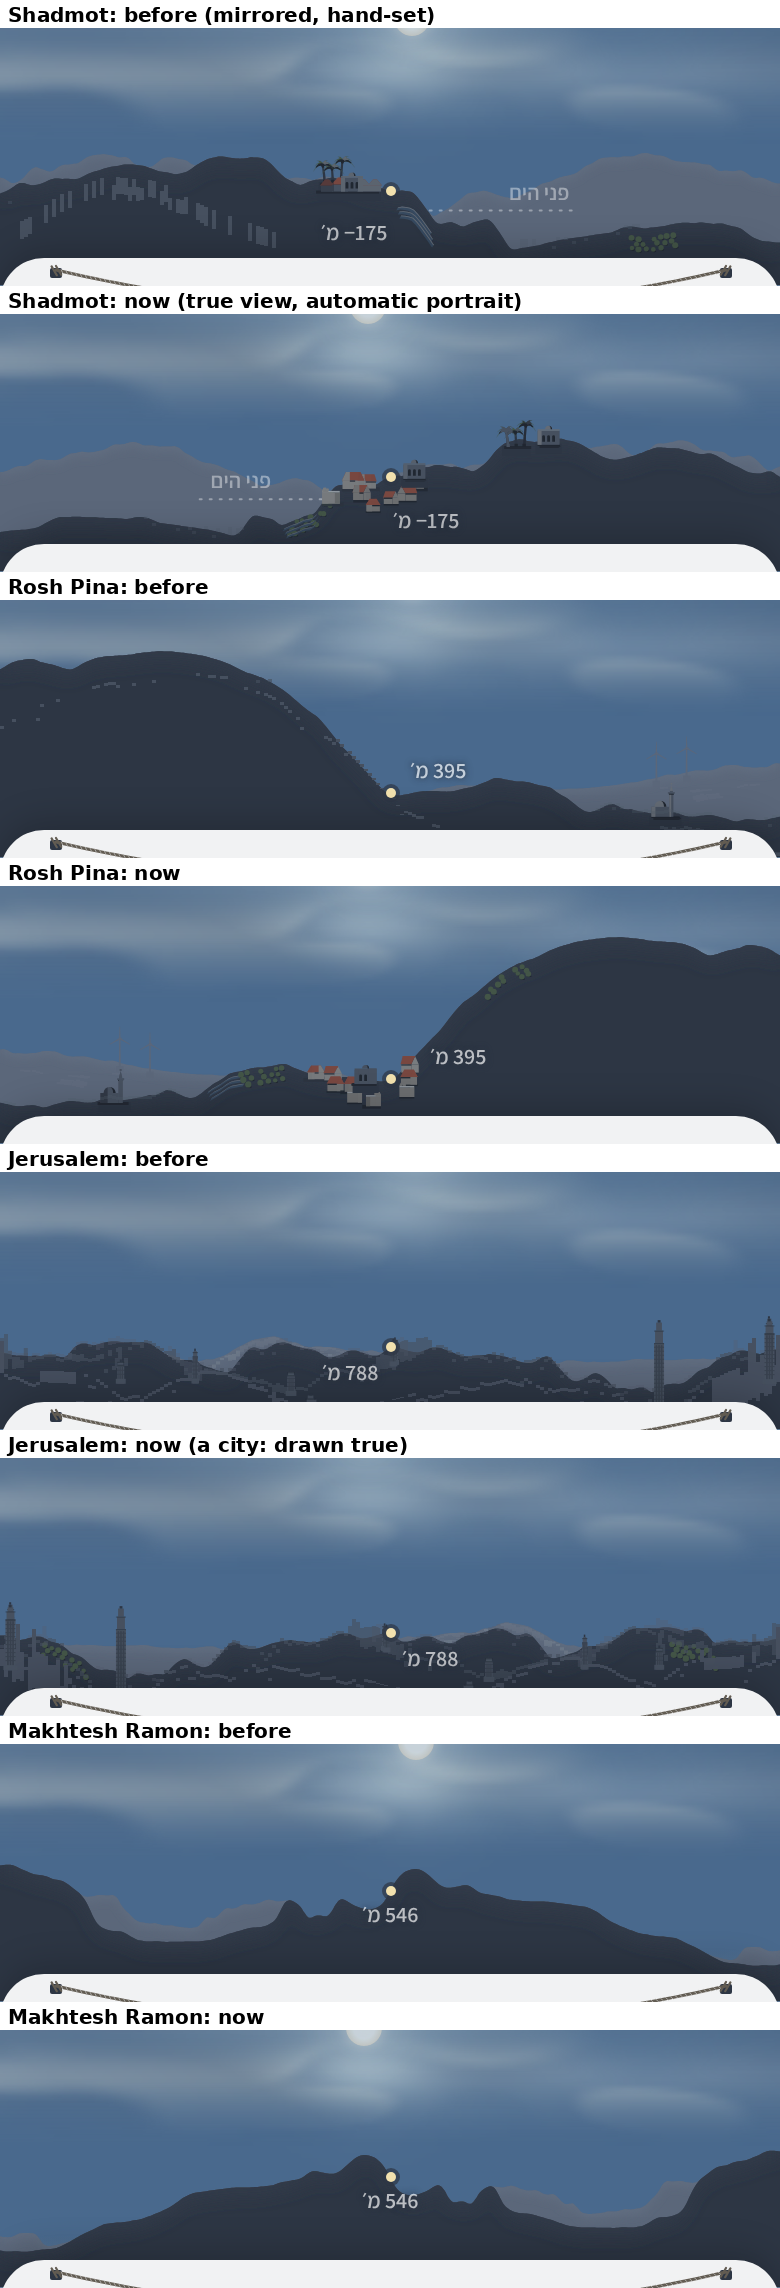 Shadmot: before (mirrored, hand-set)
פני הים
−175 מ׳
Shadmot: now (true view, automatic portrait)
פני הים
−175 מ׳
Rosh Pina: before
395 מ׳
Rosh Pina: now
395 מ׳
Jerusalem: before
788 מ׳
Jerusalem: now (a city: drawn true)
788 מ׳
Makhtesh Ramon: before
546 מ׳
Makhtesh Ramon: now
546 מ׳